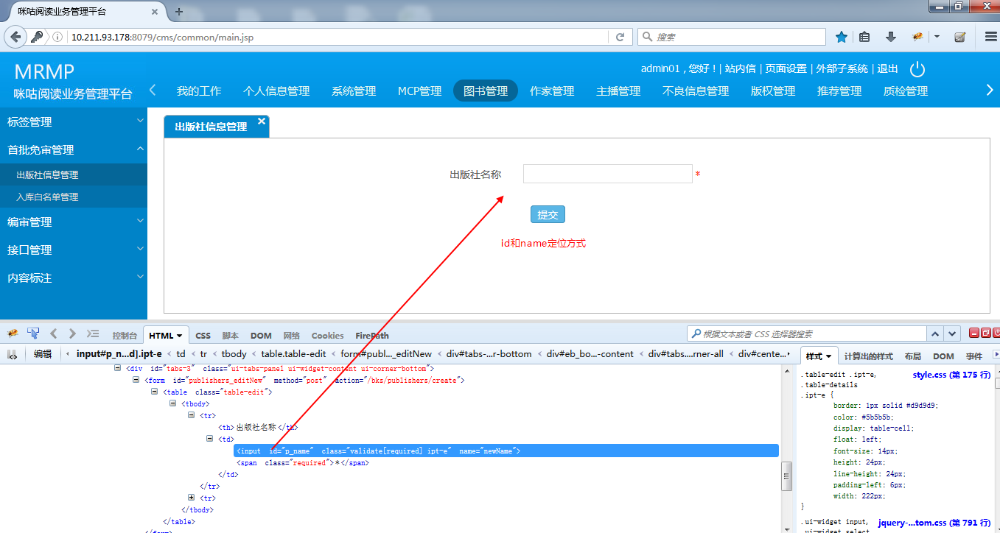 咪咕阅读业务管理平台
10.211.93.178:8079/cms/common/main.jsp
搜索
MRMP
咪咕阅读业务管理平台
admin01 , 您好 ! | 站内信 | 页面设置 | 外部子系统 | 退出
我的工作 个人信息管理 系统管理 MCP管理 图书管理 作家管理 主播管理 不良信息管理 版权管理 推荐管理 质检管理
标签管理
首批免审管理
出版社信息管理
入库白名单管理
编审管理
接口管理
内容标注
出版社信息管理
出版社名称 *
提交
id和name定位方式
控制台 HTML CSS 脚本 DOM 网络 Cookies FirePath
根据文本或者 CSS 选择器搜索
编辑 input#p_n...d].ipt-e < td < tr < tbody < table.table-edit < form#publ..._editNew < div#tabs-...r-bottom < div#eb_bo...-content < div#tabs....rner-all < div#cente...
样式 计算出的样式 布局 DOM 事件
<div id="tabs-3" class="ui-tabs-panel ui-widget-content ui-corner-bottom">
<form id="publishers_editNew" method="post" action="/bks/publishers/create">
<table class="table-edit">
<tbody>
<tr>
<th>出版社名称</th>
<td>
<input id="p_name" class="validate[required] ipt-e" name="newName">
<span class="required">*</span>
</td>
</tr>
<tr>
</tbody>
</table>
</form>
.table-edit .ipt-e, style.css (第 175 行)
.table-details
.ipt-e {
border: 1px solid #d9d9d9;
color: #5b5b5b;
display: table-cell;
float: left;
font-size: 14px;
height: 24px;
line-height: 24px;
padding-left: 6px;
width: 222px;
}
.ui-widget input, jquery-...tom.css (第 791 行)
.ui-widget select